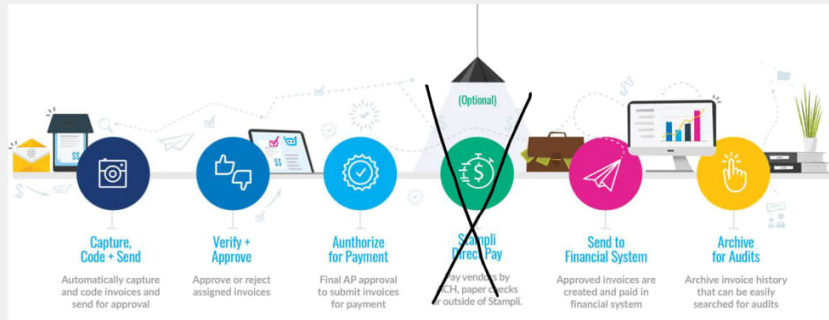 (Optional)
$$
$$
$$
$
$
Capture,
Code + Send
Automatically capture
and code invoices and
send for approval
Verify +
Approve
Approve or reject
assigned invoices
Aunthorize
for Payment
Final AP approval
to submit invoices
for payment
Stampli
Direct Pay
Pay vendors by
ACH, paper checks
or outside of Stampli.
Send to
Financial System
Approved invoices are
created and paid in
financial system
Archive
for Audits
Archive invoice history
that can be easily
searched for audits